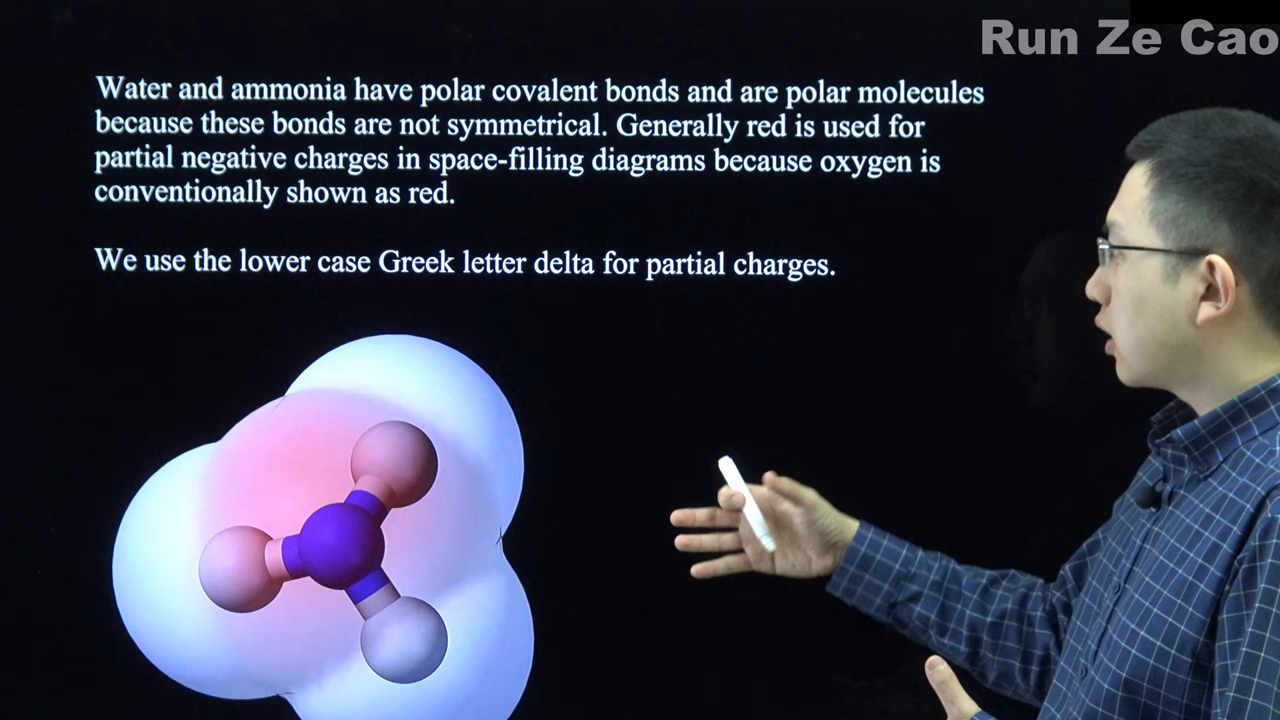 Run Ze Cao
Water and ammonia have polar covalent bonds and are polar molecules
because these bonds are not symmetrical. Generally red is used for
partial negative charges in space-filling diagrams because oxygen is
conventionally shown as red.
We use the lower case Greek letter delta for partial charges.